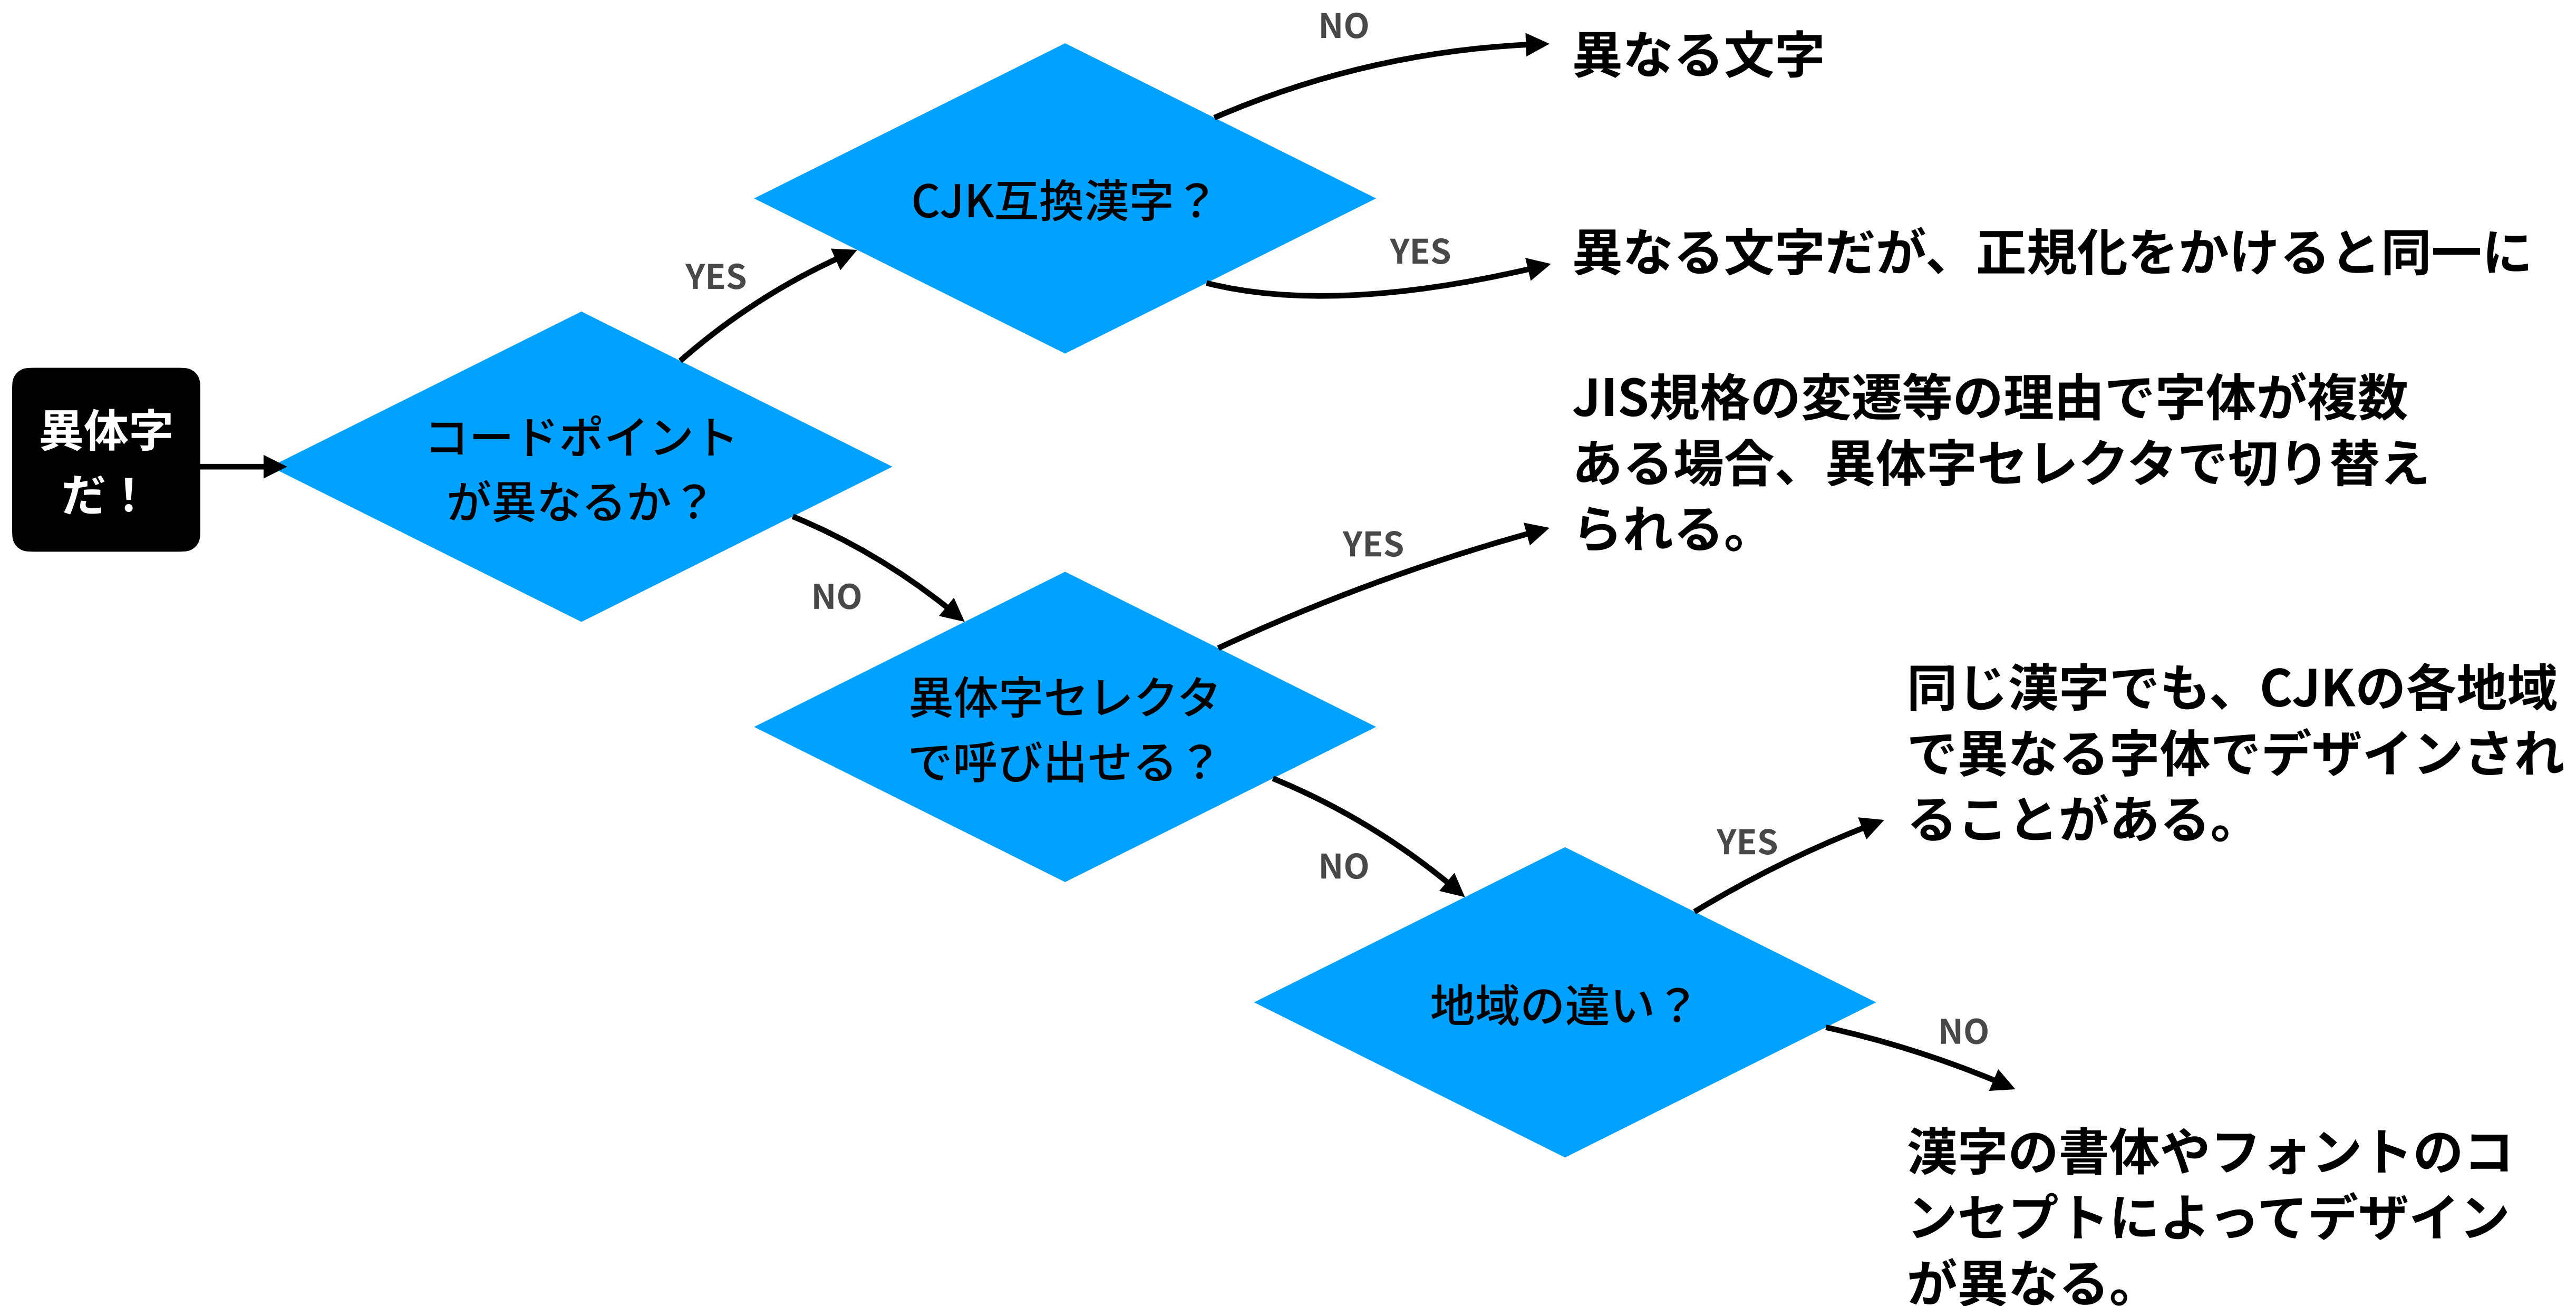 異体字
だ！
コードポイント
が異なるか？
YES
NO
CJK互換漢字？
NO
異なる文字
YES
異なる文字だが、正規化をかけると同一に
異体字セレクタ
で呼び出せる？
YES
JIS規格の変遷等の理由で字体が複数
ある場合、異体字セレクタで切り替え
られる。
NO
地域の違い？
YES
同じ漢字でも、CJKの各地域
で異なる字体でデザインされ
ることがある。
NO
漢字の書体やフォントのコ
ンセプトによってデザイン
が異なる。